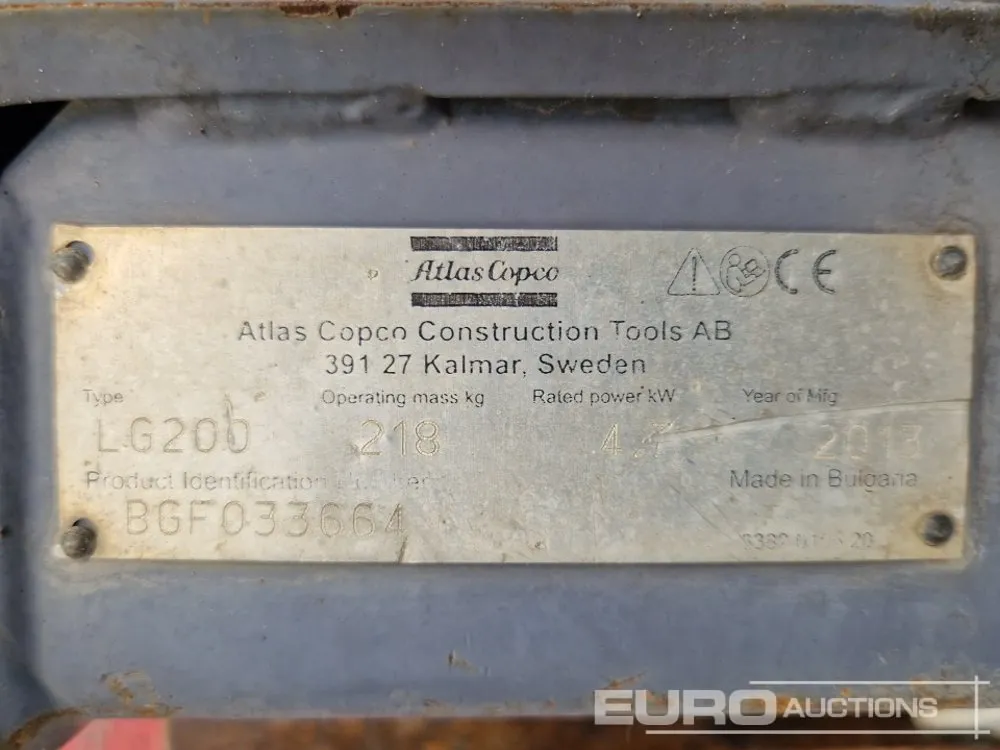 Atlas Copco
CE
Atlas Copco Construction Tools AB
391 27 Kalmar, Sweden
Type Operating mass kg Rated power kW Year of Mfg
LG200 218 2013
Product Identification
Made in Bulgaria
BGF033664
EURO AUCTIONS